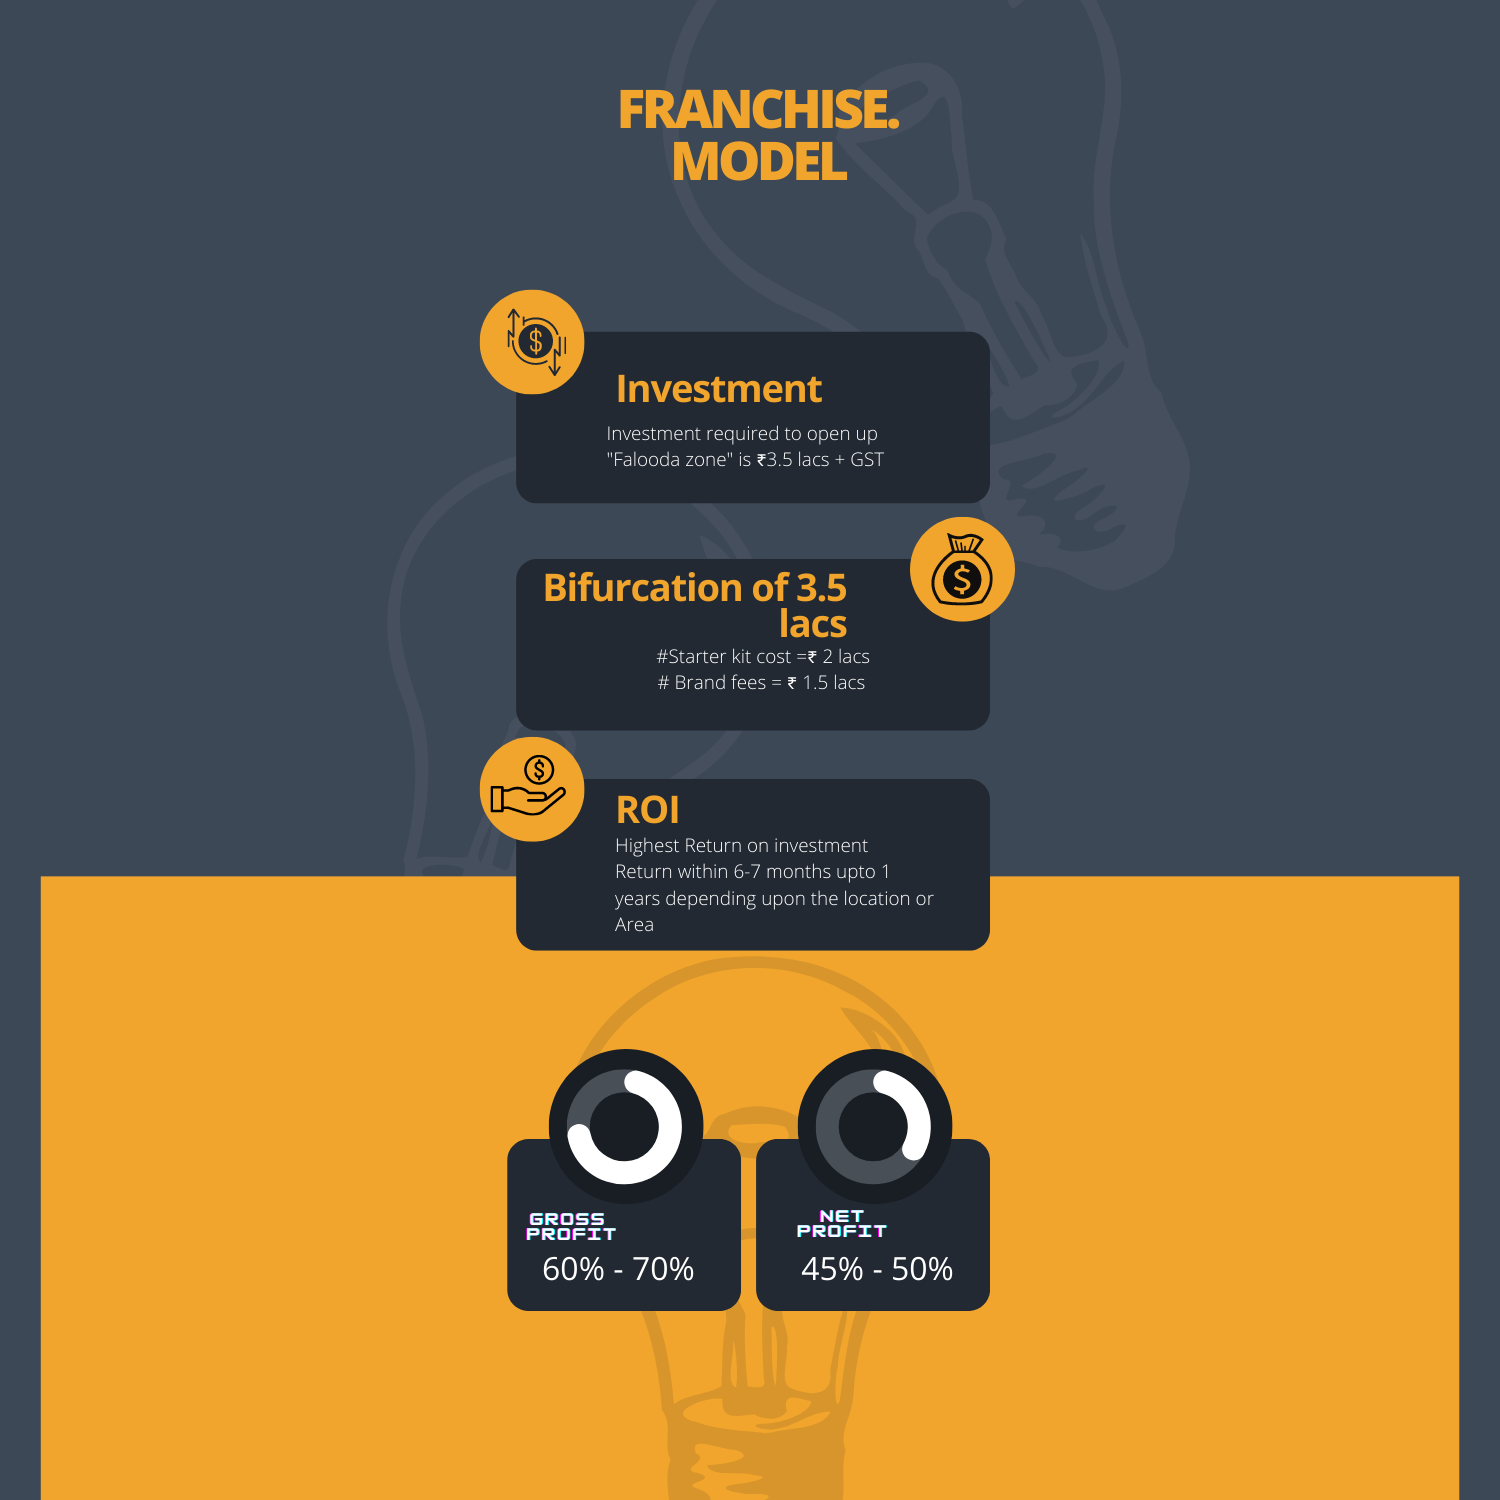 FRANCHISE.
MODEL
Investment
Investment required to open up
"Falooda zone" is ₹3.5 lacs + GST
Bifurcation of 3.5
lacs
#Starter kit cost =₹ 2 lacs
# Brand fees = ₹ 1.5 lacs
ROI
Highest Return on investment
Return within 6-7 months upto 1
years depending upon the location or
Area
GROSS
PROFIT
60% - 70%
NET
PROFIT
45% - 50%